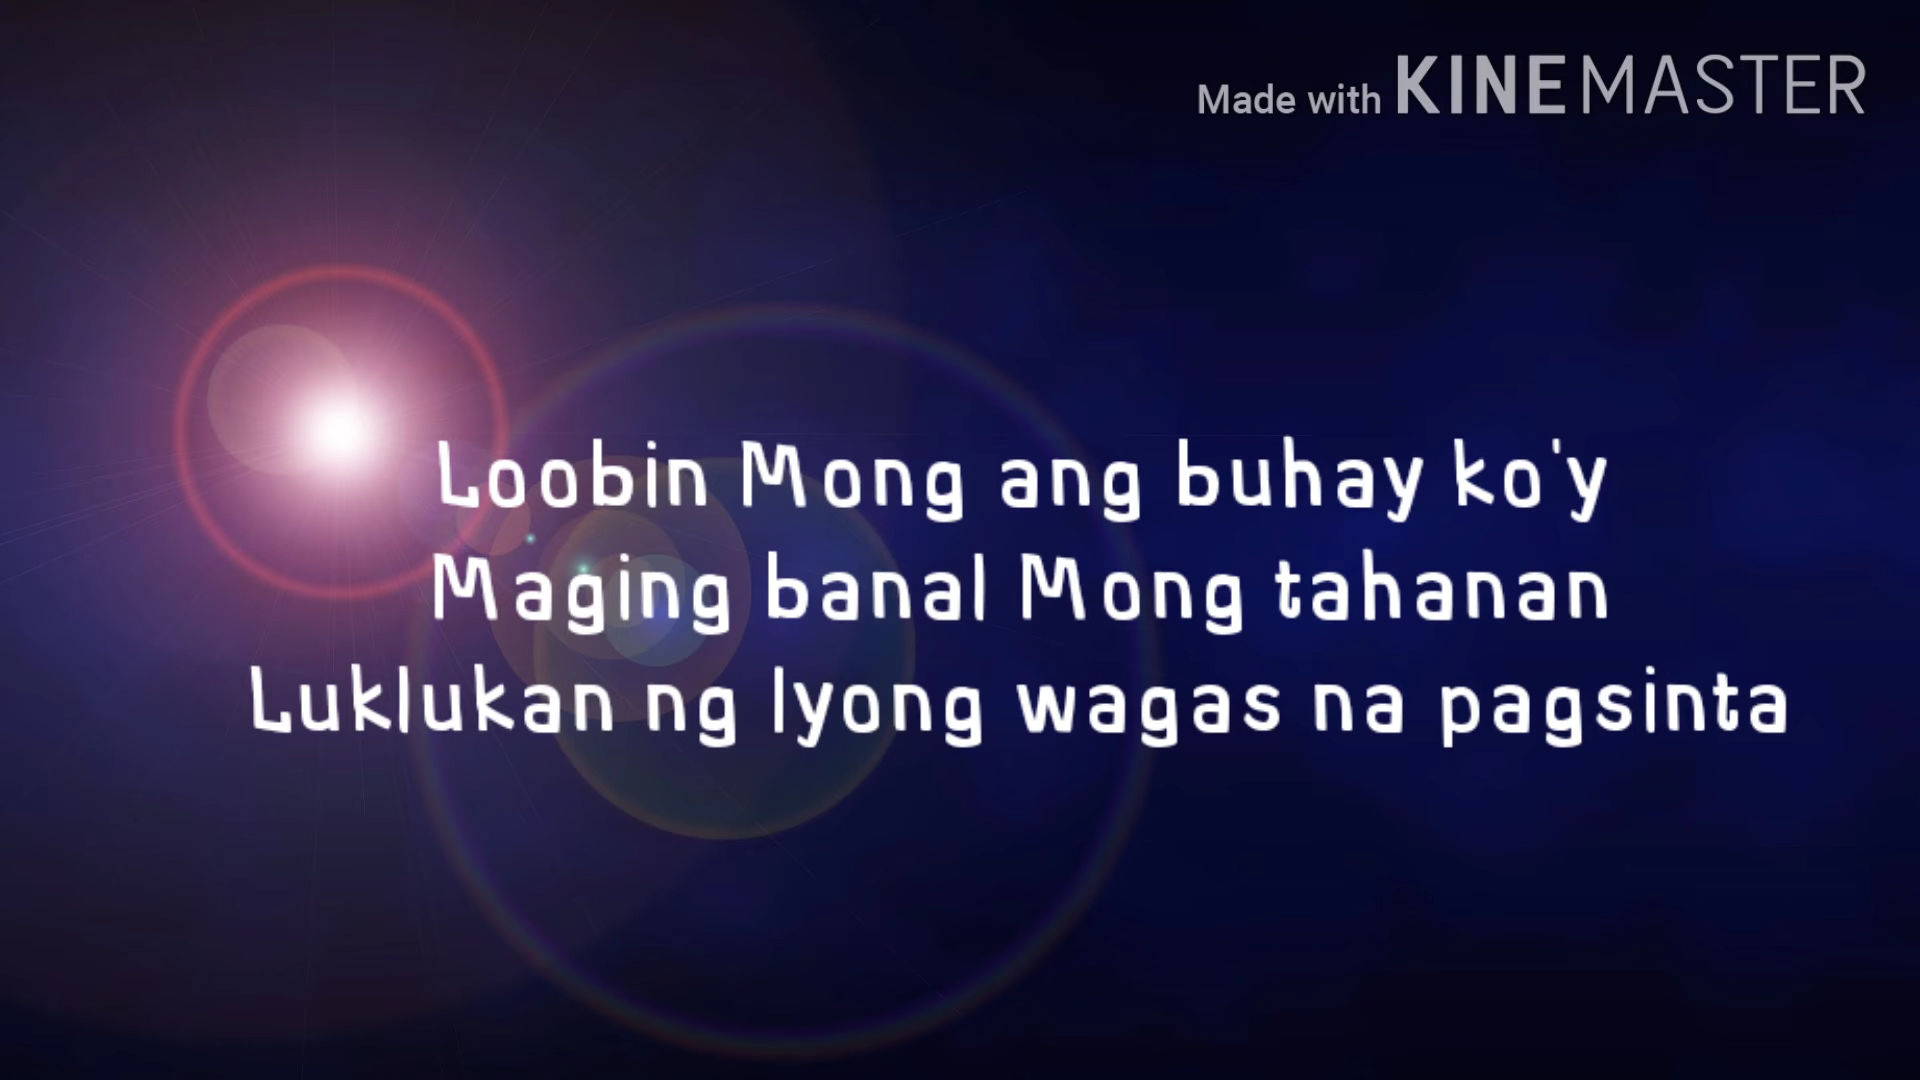 Made with KINEMASTER
Loobin Mong ang buhay ko'y
Maging banal Mong tahanan
Luklukan ng Iyong wagas na pagsinta